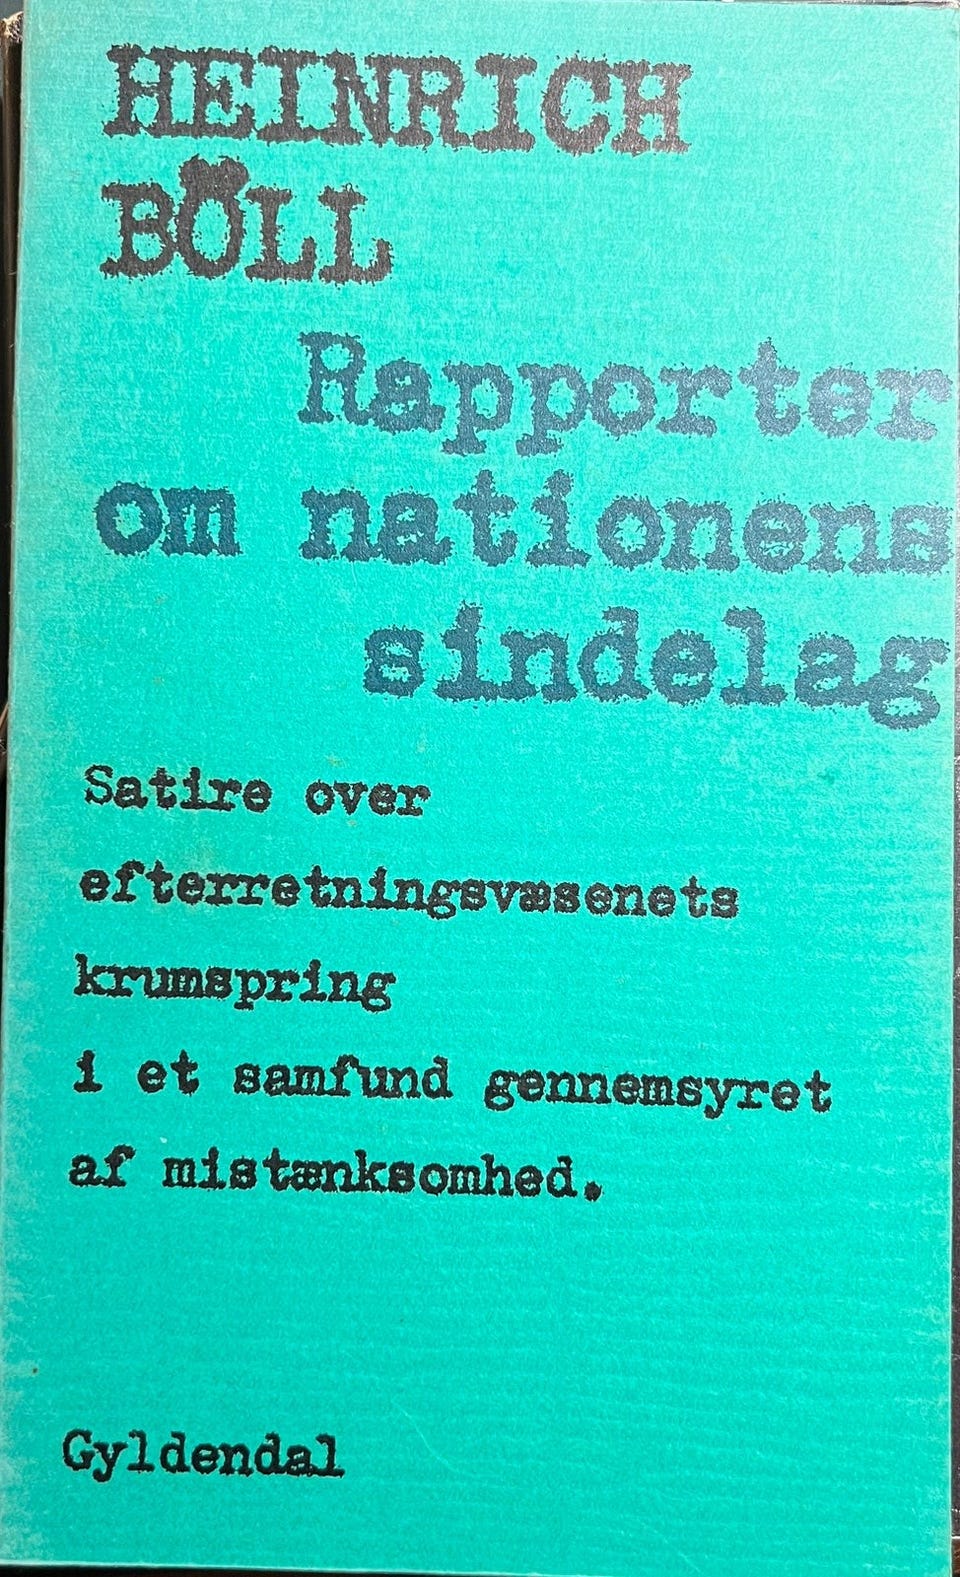 HEINRICH
BÖLL
Rapporter
om nationens
sindelag
Satire over
efterretningsvæsenets
krumspring
i et samfund gennemsyret
af mistænksomhed.
Gyldendal